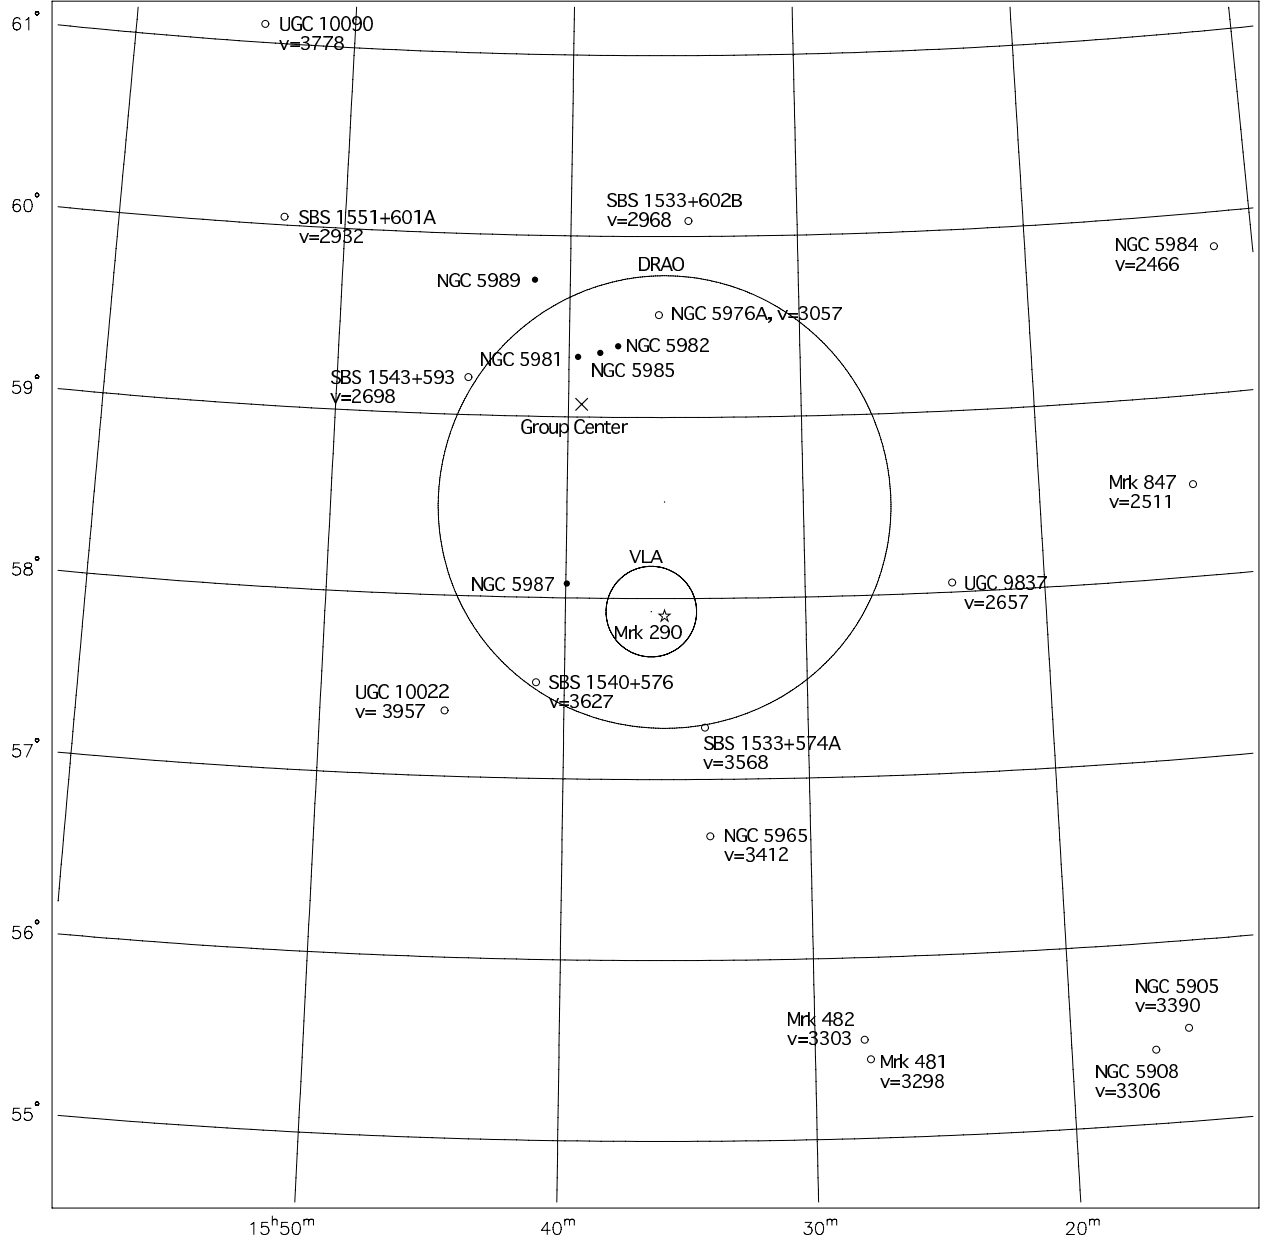 61°
UGC 10090
v=3778
60°
SBS 1551+601A
v=2932
SBS 1533+602B
v=2968
NGC 5984
v=2466
DRAO
NGC 5989
NGC 5976A, v=3057
NGC 5982
NGC 5981
NGC 5985
59°
SBS 1543+593
v=2698
Group Center
Mrk 847
v=2511
58°
VLA
NGC 5987
UGC 9837
v=2657
Mrk 290
SBS 1540+576
v=3627
UGC 10022
v= 3957
57°
SBS 1533+574A
v=3568
NGC 5965
v=3412
56°
NGC 5905
v=3390
Mrk 482
v=3303
Mrk 481
v=3298
NGC 5908
v=3306
55°
15h50m 40m 30m 20m